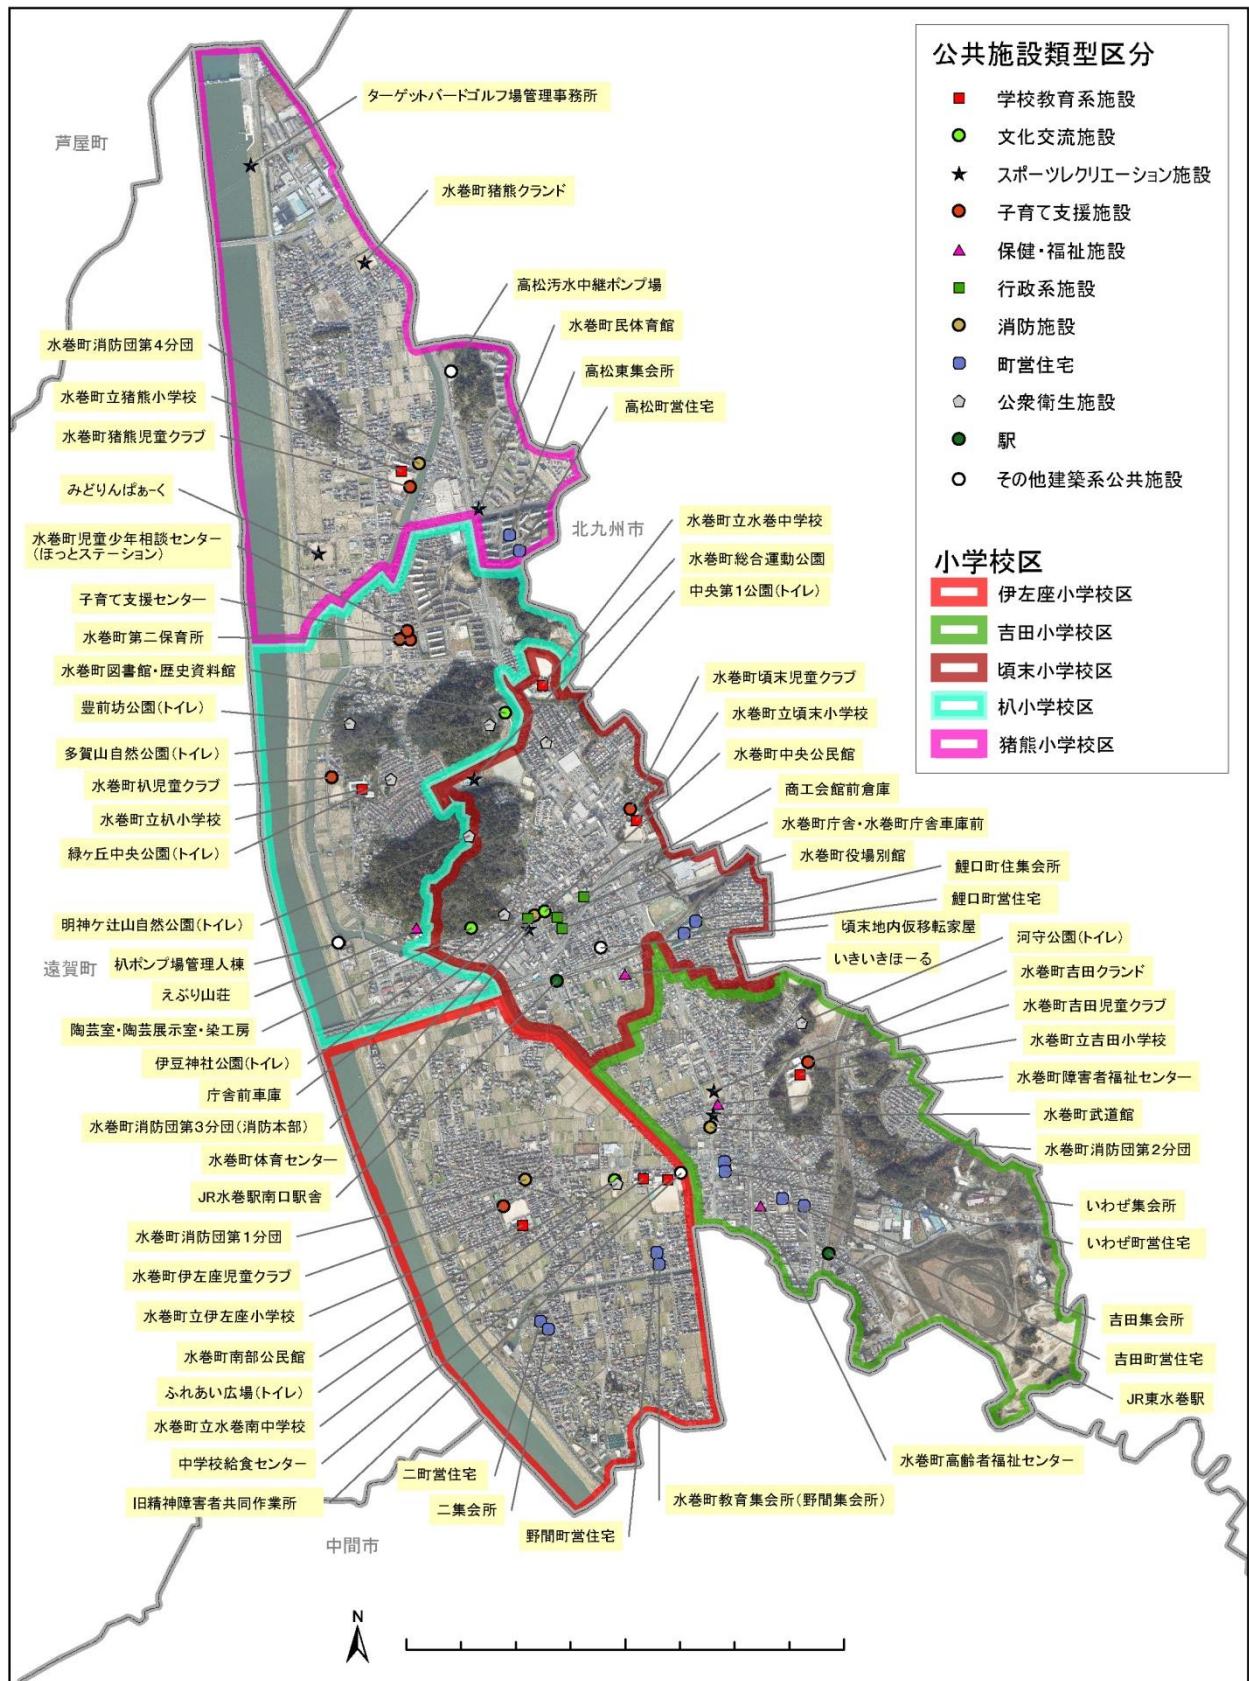 公共施設類型区分
学校教育系施設
文化交流施設
スポーツレクリエーション施設
子育て支援施設
保健・福祉施設
行政系施設
消防施設
町営住宅
公衆衛生施設
駅
その他建築系公共施設
小学校区
伊左座小学校区
吉田小学校区
頃末小学校区
杁小学校区
猪熊小学校区
芦屋町
北九州市
遠賀町
中間市
ターゲットバードゴルフ場管理事務所
水巻町猪熊クランド
高松汚水中継ポンプ場
水巻町民体育館
高松東集会所
高松町営住宅
水巻町消防団第4分団
水巻町立猪熊小学校
水巻町猪熊児童クラブ
みどりんぱぁーく
水巻町児童少年相談センター
(ほっとステーション)
子育て支援センター
水巻町第二保育所
水巻町図書館・歴史資料館
豊前坊公園(トイレ)
多賀山自然公園(トイレ)
水巻町杁児童クラブ
水巻町立杁小学校
緑ヶ丘中央公園(トイレ)
明神ケ辻山自然公園(トイレ)
杁ポンプ場管理人棟
えぶり山荘
陶芸室・陶芸展示室・染工房
伊豆神社公園(トイレ)
庁舎前車庫
水巻町消防団第3分団(消防本部)
水巻町体育センター
JR水巻駅南口駅舎
水巻町消防団第1分団
水巻町伊左座児童クラブ
水巻町立伊左座小学校
水巻町南部公民館
ふれあい広場(トイレ)
水巻町立水巻南中学校
中学校給食センター
旧精神障害者共同作業所
水巻町立水巻中学校
水巻町総合運動公園
中央第1公園(トイレ)
水巻町頃末児童クラブ
水巻町立頃末小学校
水巻町中央公民館
商工会館前倉庫
水巻町庁舎・水巻町庁舎車庫前
水巻町役場別館
鯉口町住集会所
鯉口町営住宅
頃末地内仮移転家屋
いきいきほーる
河守公園(トイレ)
水巻町吉田クランド
水巻町吉田児童クラブ
水巻町立吉田小学校
水巻町障害者福祉センター
水巻町武道館
水巻町消防団第2分団
いわぜ集会所
いわぜ町営住宅
吉田集会所
吉田町営住宅
JR東水巻駅
水巻町高齢者福祉センター
二町営住宅
二集会所
野間町営住宅
水巻町教育集会所(野間集会所)
N